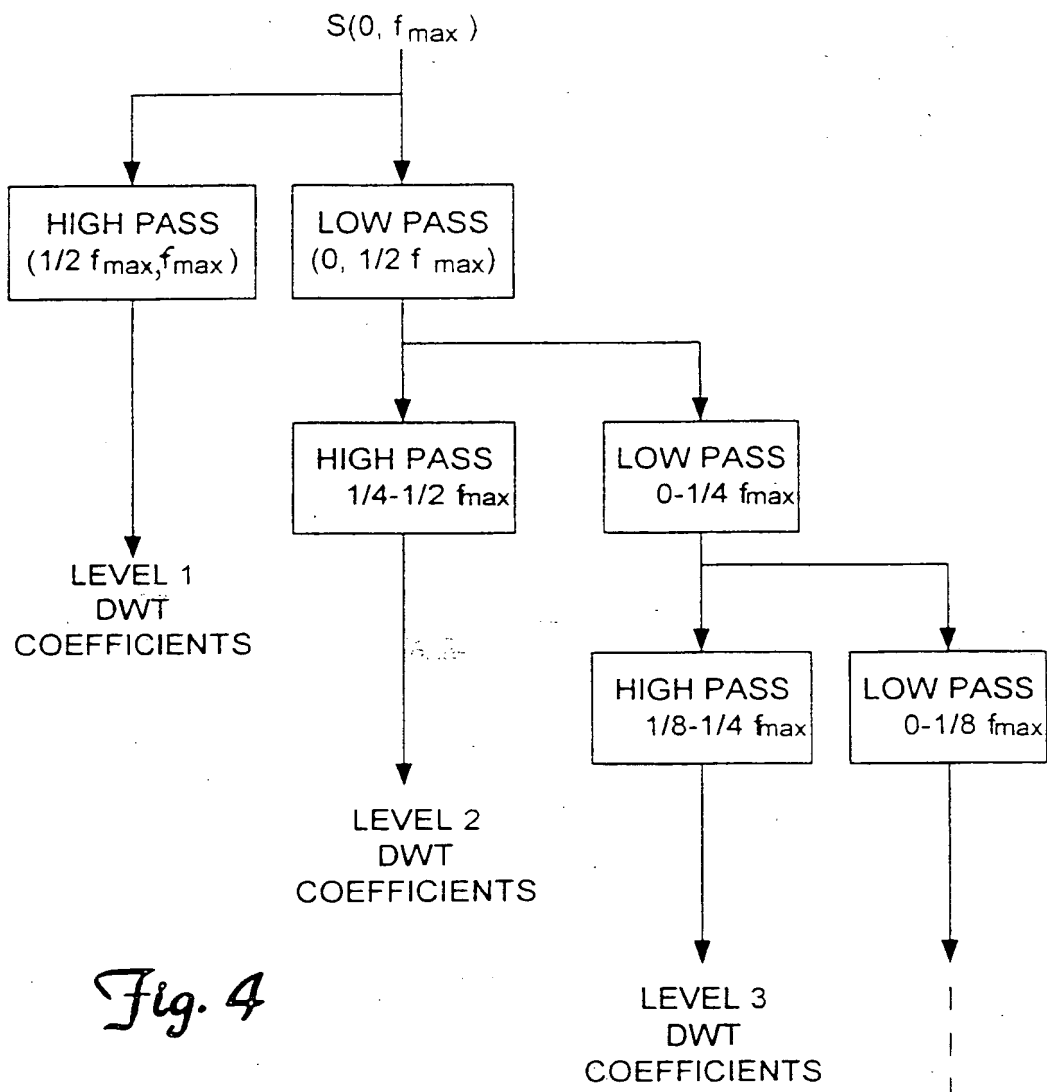 S(0, f max )
HIGH PASS
(1/2 fmax,fmax)
LOW PASS
(0, 1/2 f max)
HIGH PASS
1/4-1/2 fmax
LOW PASS
0-1/4 fmax
LEVEL 1
DWT
COEFFICIENTS
HIGH PASS
1/8-1/4 fmax
LOW PASS
0-1/8 fmax
LEVEL 2
DWT
COEFFICIENTS
LEVEL 3
DWT
COEFFICIENTS
Fig. 4